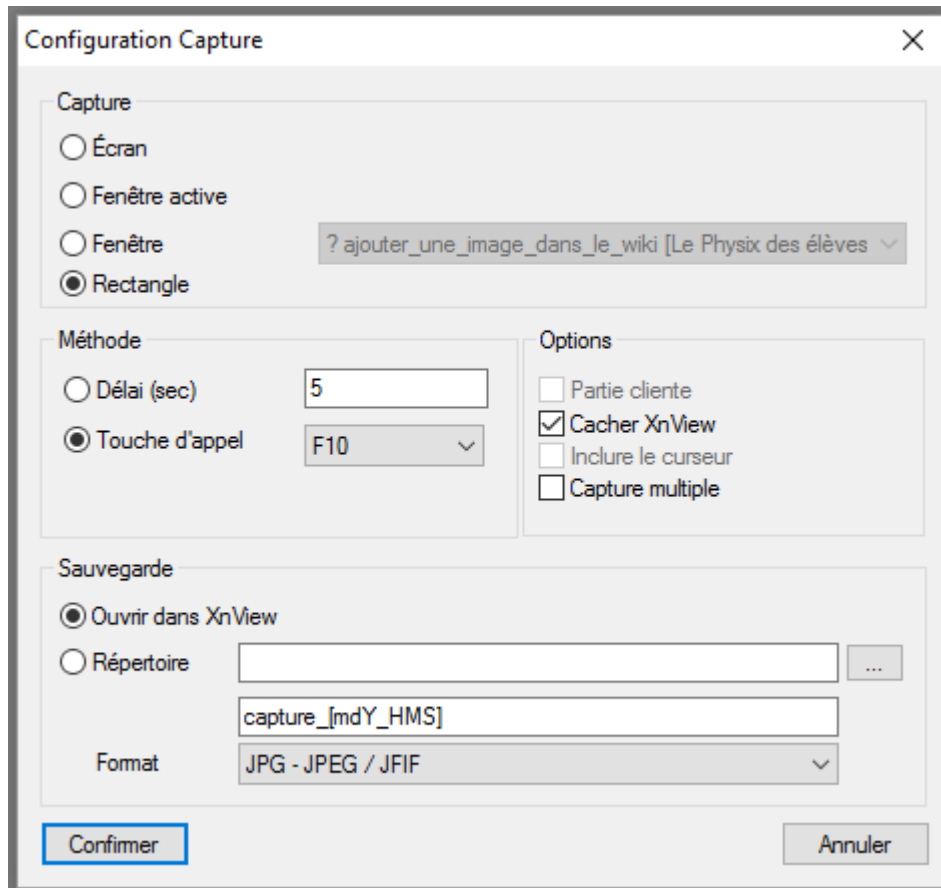 Configuration Capture
Capture
Écran
Fenêtre active
Fenêtre
? ajouter_une_image_dans_le_wiki [Le Physix des élèves
Rectangle
Méthode
Délai (sec)
5
Touche d'appel
F10
Options
Partie cliente
Cacher XnView
Inclure le curseur
Capture multiple
Sauvegarde
Ouvrir dans XnView
Répertoire
...
capture_[mdY_HMS]
Format
JPG - JPEG / JFIF
Confirmer
Annuler